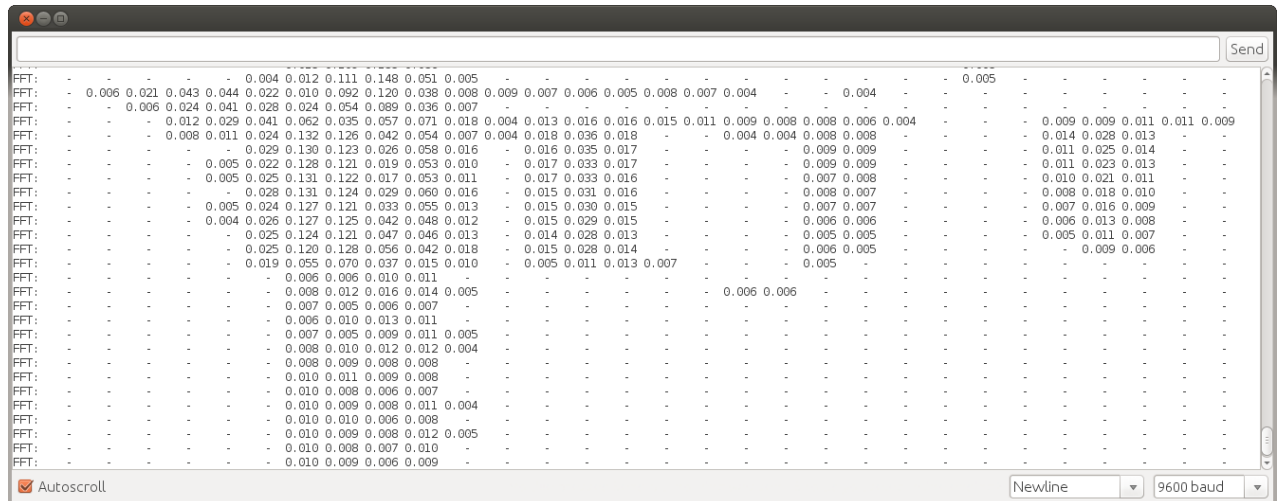 Send
FFT: - - - - - 0.004 0.012 0.111 0.148 0.051 0.005 - - - - - - - - - - - - 0.005 - - - - - -
FFT: - 0.006 0.021 0.043 0.044 0.022 0.010 0.092 0.120 0.038 0.008 0.009 0.007 0.006 0.005 0.008 0.007 0.004 - - 0.004 - - - - - - - - -
FFT: - - 0.006 0.024 0.041 0.028 0.024 0.054 0.089 0.036 0.007 - - - - - - - - - - - - - - - - - - -
FFT: - - - 0.012 0.029 0.041 0.062 0.035 0.057 0.071 0.018 0.004 0.013 0.016 0.016 0.015 0.011 0.009 0.008 0.008 0.006 0.004 - - - 0.009 0.009 0.011 0.011 0.009
FFT: - - - 0.008 0.011 0.024 0.132 0.126 0.042 0.054 0.007 0.004 0.018 0.036 0.018 - - 0.004 0.004 0.008 0.008 - - - - 0.014 0.028 0.013 - -
FFT: - - - - - 0.029 0.130 0.123 0.026 0.058 0.016 - 0.016 0.035 0.017 - - - - 0.009 0.009 - - - - 0.011 0.025 0.014 - -
FFT: - - - - 0.005 0.022 0.128 0.121 0.019 0.053 0.010 - 0.017 0.033 0.017 - - - - 0.009 0.009 - - - - 0.011 0.023 0.013 - -
FFT: - - - - 0.005 0.025 0.131 0.122 0.017 0.053 0.011 - 0.017 0.033 0.016 - - - - 0.007 0.008 - - - - 0.010 0.021 0.011 - -
FFT: - - - - - 0.028 0.131 0.124 0.029 0.060 0.016 - 0.015 0.031 0.016 - - - - 0.008 0.007 - - - - 0.008 0.018 0.010 - -
FFT: - - - - 0.005 0.024 0.127 0.121 0.033 0.055 0.013 - 0.015 0.030 0.015 - - - - 0.007 0.007 - - - - 0.007 0.016 0.009 - -
FFT: - - - - 0.004 0.026 0.127 0.125 0.042 0.048 0.012 - 0.015 0.029 0.015 - - - - 0.006 0.006 - - - - 0.006 0.013 0.008 - -
FFT: - - - - - 0.025 0.124 0.121 0.047 0.046 0.013 - 0.014 0.028 0.013 - - - - 0.005 0.005 - - - - 0.005 0.011 0.007 - -
FFT: - - - - - 0.025 0.120 0.128 0.056 0.042 0.018 - 0.015 0.028 0.014 - - - - 0.006 0.005 - - - - - 0.009 0.006 - -
FFT: - - - - - 0.019 0.055 0.070 0.037 0.015 0.010 - 0.005 0.011 0.013 0.007 - - - 0.005 - - - - - - - - - -
FFT: - - - - - - 0.006 0.006 0.010 0.011 - - - - - - - - - - - - - - - - - - - -
FFT: - - - - - - 0.008 0.012 0.016 0.014 0.005 - - - - - - 0.006 0.006 - - - - - - - - - - -
FFT: - - - - - - 0.007 0.005 0.006 0.007 - - - - - - - - - - - - - - - - - - - -
FFT: - - - - - - 0.006 0.010 0.013 0.011 - - - - - - - - - - - - - - - - - - - -
FFT: - - - - - - 0.007 0.005 0.009 0.011 0.005 - - - - - - - - - - - - - - - - - - -
FFT: - - - - - - 0.008 0.010 0.012 0.012 0.004 - - - - - - - - - - - - - - - - - - -
FFT: - - - - - - 0.008 0.009 0.008 0.008 - - - - - - - - - - - - - - - - - - - -
FFT: - - - - - - 0.010 0.011 0.009 0.008 - - - - - - - - - - - - - - - - - - - -
FFT: - - - - - - 0.010 0.008 0.006 0.007 - - - - - - - - - - - - - - - - - - - -
FFT: - - - - - - 0.010 0.009 0.008 0.011 0.004 - - - - - - - - - - - - - - - - - - -
FFT: - - - - - - 0.010 0.010 0.006 0.008 - - - - - - - - - - - - - - - - - - - -
FFT: - - - - - - 0.010 0.009 0.008 0.012 0.005 - - - - - - - - - - - - - - - - - - -
FFT: - - - - - - 0.010 0.008 0.007 0.010 - - - - - - - - - - - - - - - - - - - -
FFT: - - - - - - 0.010 0.009 0.006 0.009 - - - - - - - - - - - - - - - - - - - -
Autoscroll Newline 9600 baud